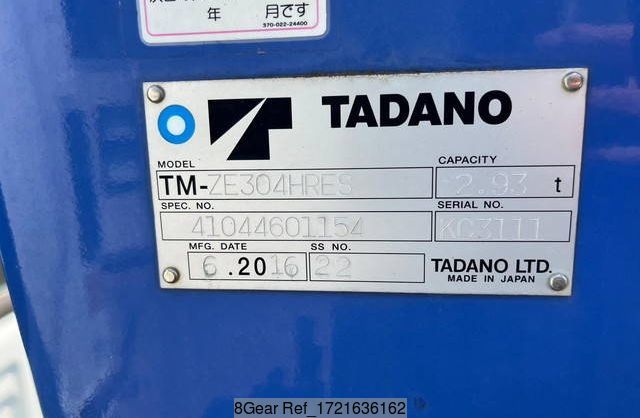 年 月です
570-022-24400
TADANO
MODEL
TM-ZE304HRES
CAPACITY
2.93 t
SPEC. NO.
41044601154
SERIAL NO.
KC3111
MFG. DATE
6.2016
SS NO.
22
TADANO LTD.
MADE IN JAPAN
8Gear Ref_1721636162